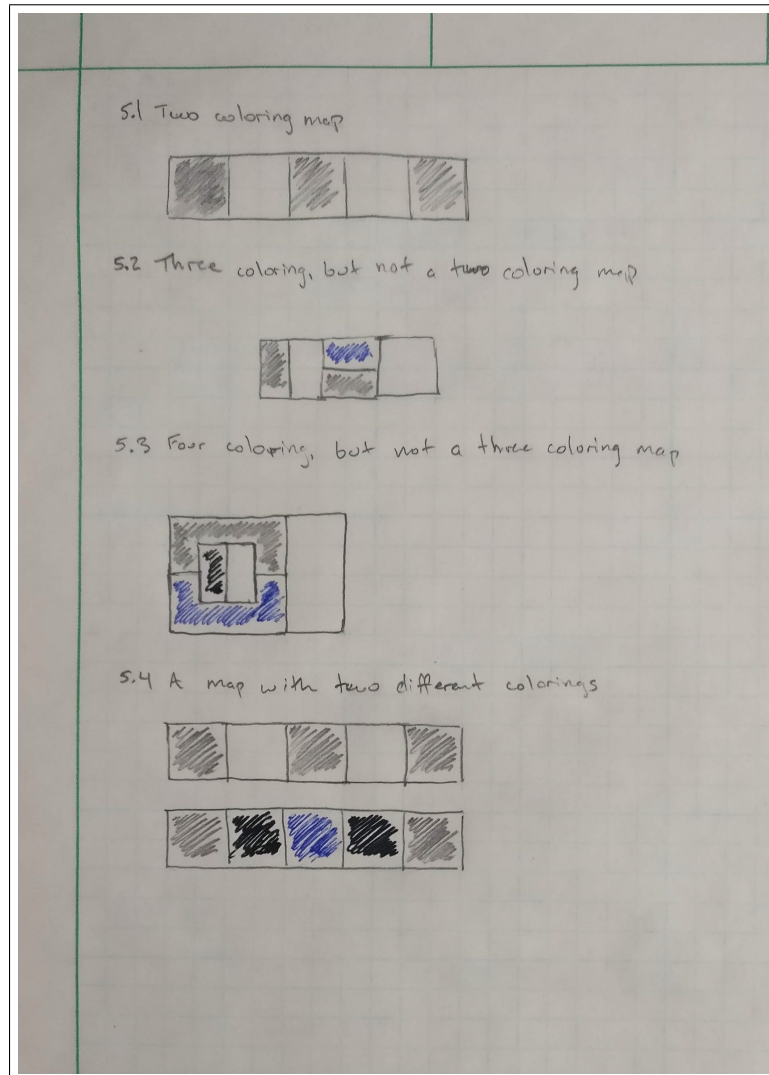 5.1 Two coloring map
5.2 Three coloring, but not a two coloring map
5.3 Four coloring, but not a three coloring map
5.4 A map with two different colorings